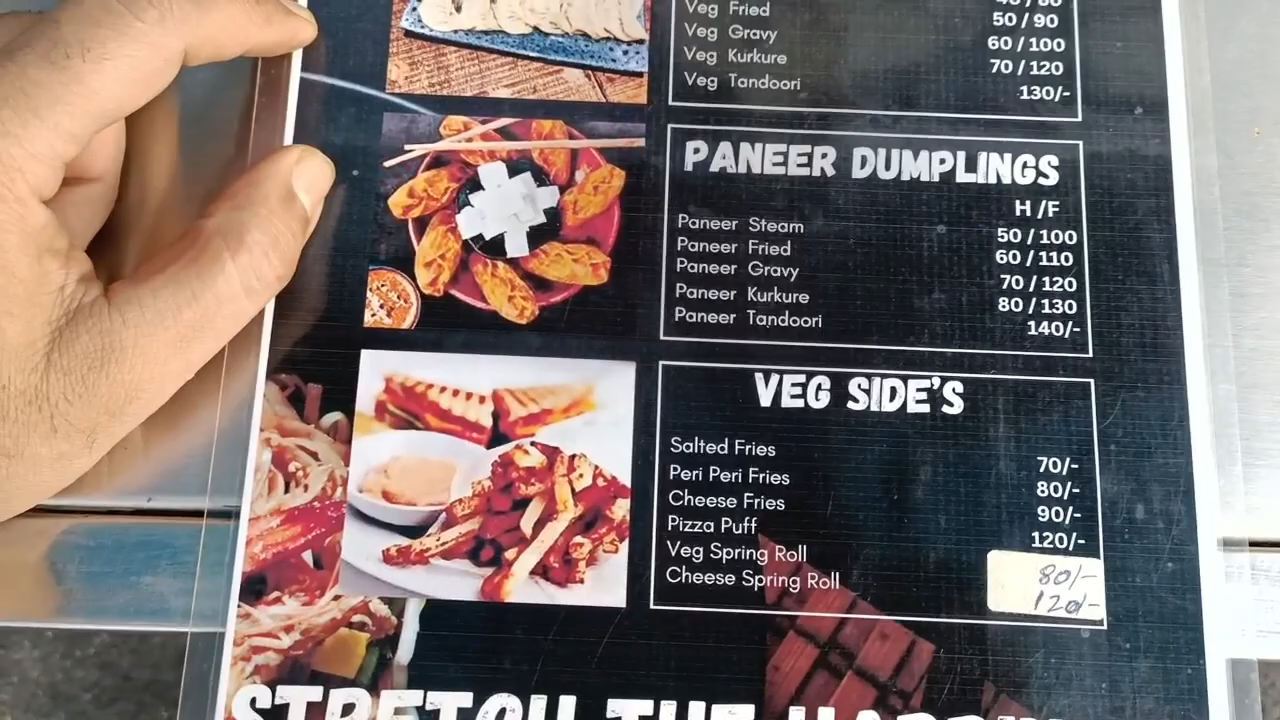 Veg Fried 50 / 90
Veg Gravy 60 / 100
Veg Kurkure 70 / 120
Veg Tandoori 130/-
PANEER DUMPLINGS
H /F
Paneer Steam 50 / 100
Paneer Fried 60 / 110
Paneer Gravy 70 / 120
Paneer Kurkure 80 / 130
Paneer Tandoori 140/-
VEG SIDE'S
Salted Fries 70/-
Peri Peri Fries 80/-
Cheese Fries 90/-
Pizza Puff 120/-
Veg Spring Roll 80/-
Cheese Spring Roll 120/-
STRETCH THE